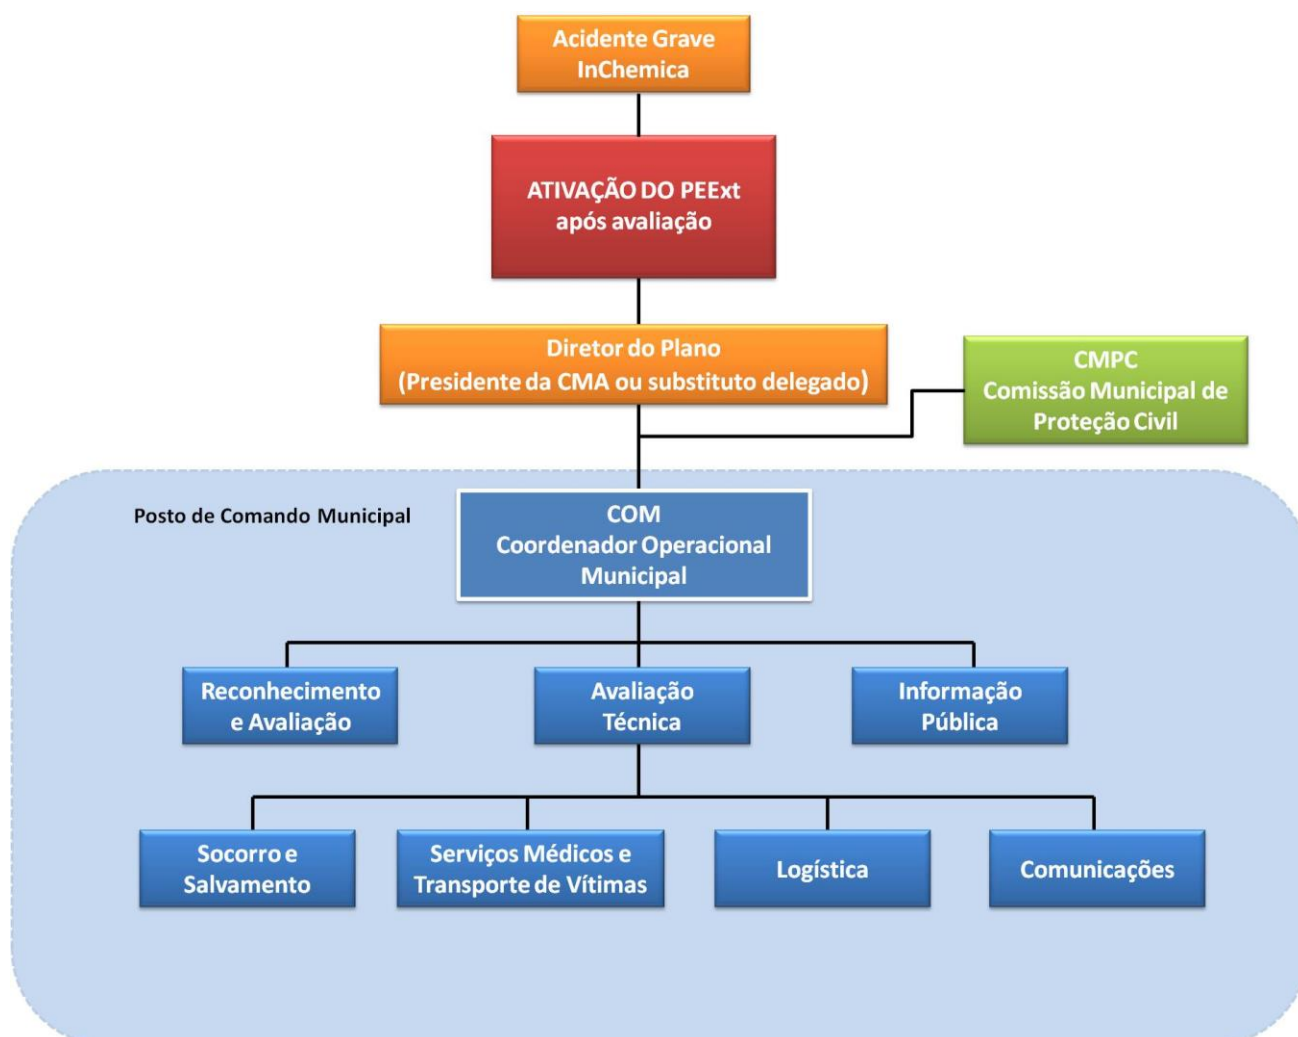 Acidente Grave
InChemica
ATIVAÇÃO DO PEExt
após avaliação
Diretor do Plano
(Presidente da CMA ou substituto delegado)
CMPC
Comissão Municipal de
Proteção Civil
Posto de Comando Municipal
COM
Coordenador Operacional
Municipal
Reconhecimento
e Avaliação
Avaliação
Técnica
Informação
Pública
Socorro e
Salvamento
Serviços Médicos e
Transporte de Vítimas
Logística
Comunicações